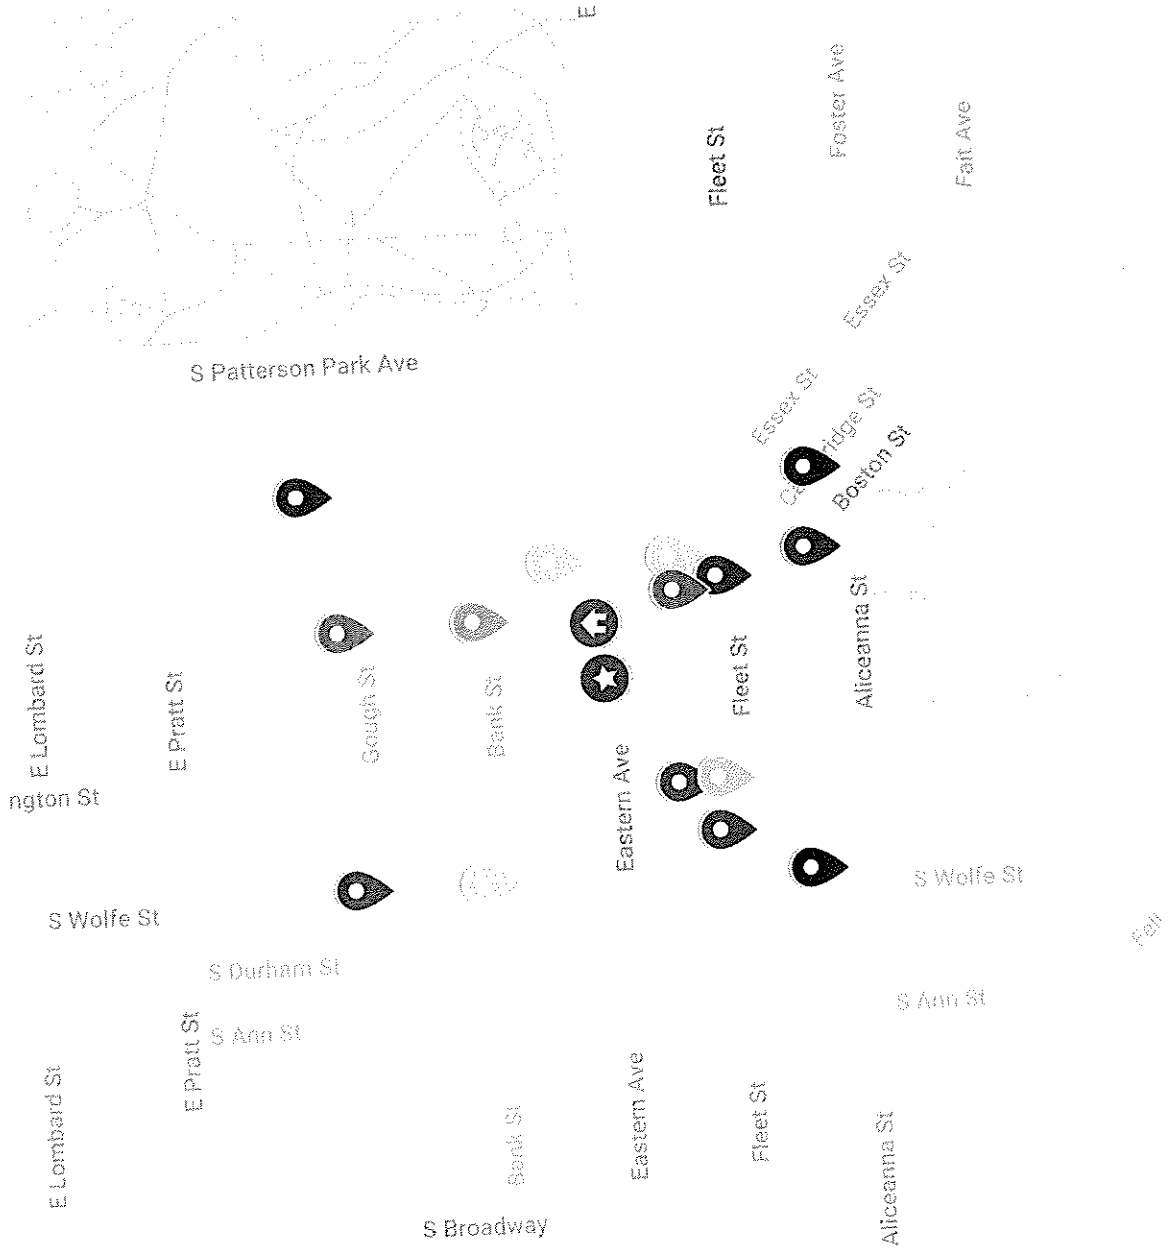 E
Foster Ave
Fleet St
Fait Ave
Essex St
S Patterson Park Ave
Essex St
Boston St
Aliceanna St
E Lombard St
E Pratt St
Gough St
Bank St
Fleet St
ngton St
Eastern Ave
S Wolfe St
S Wolfe St
Fell
S Durham St
S Ann St
E Pratt St
S Ann St
E Lombard St
Bank St
Eastern Ave
Fleet St
Aliceanna St
S Broadway